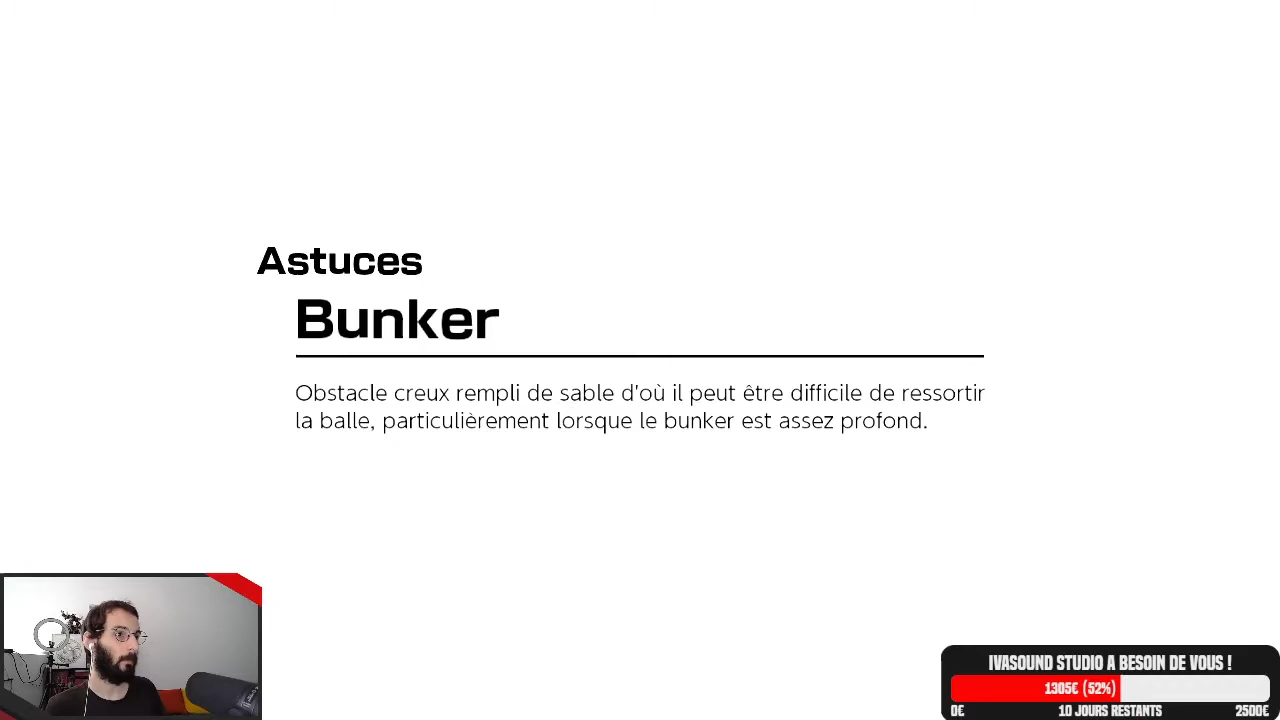 Astuces
Bunker
Obstacle creux rempli de sable d'où il peut être difficile de ressortir
la balle, particulièrement lorsque le bunker est assez profond.
IVASOUND STUDIO A BESOIN DE VOUS !
1305€ (52%)
0€ 10 JOURS RESTANTS 2500€